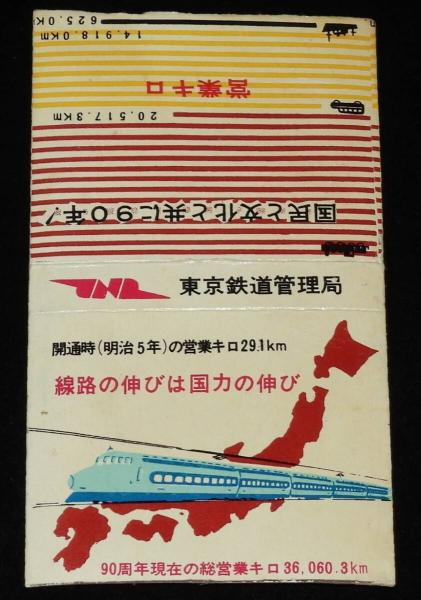 625.0K
14.918.0Km
営業キロ
20.517.3Km
国民と文化と共に90年!
JNR
東京鉄道管理局
開通時(明治5年)の営業キロ29.1km
線路の伸びは国力の伸び
90周年現在の総営業キロ36,060.3km